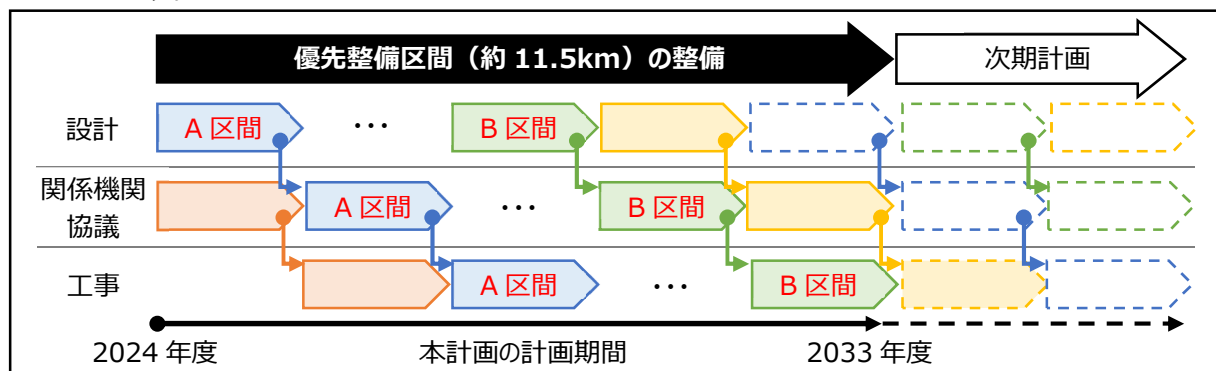 優先整備区間（約 11.5km）の整備
次期計画
設計
A 区間
･･･
B 区間
関係機関
協議
A 区間
･･･
B 区間
工事
A 区間
･･･
B 区間
2024 年度
本計画の計画期間
2033 年度